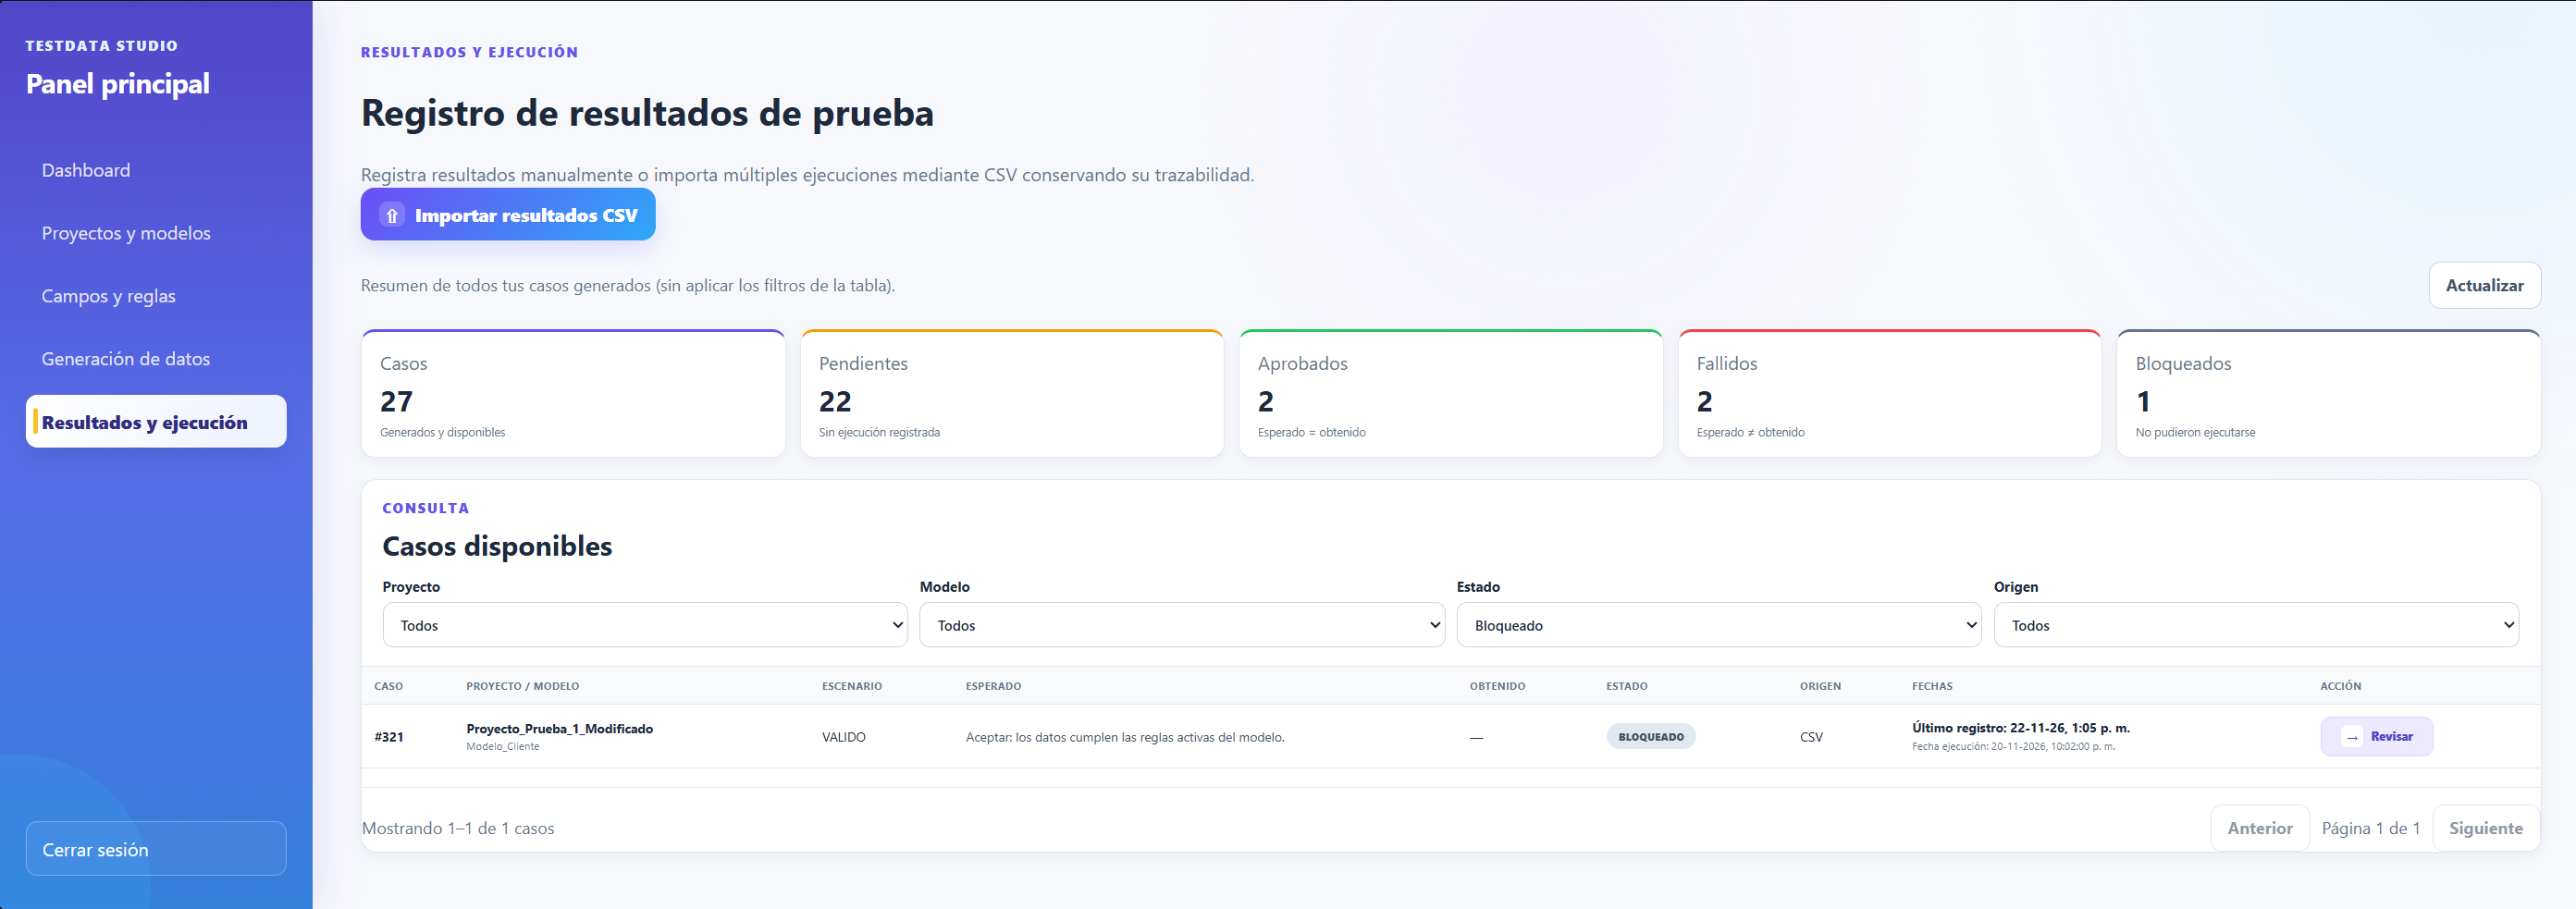 TESTDATA STUDIO
Panel principal
Dashboard
Proyectos y modelos
Campos y reglas
Generación de datos
Resultados y ejecución
Cerrar sesión
RESULTADOS Y EJECUCIÓN
Registro de resultados de prueba
Registra resultados manualmente o importa múltiples ejecuciones mediante CSV conservando su trazabilidad.
⇧ Importar resultados CSV
Resumen de todos tus casos generados (sin aplicar los filtros de la tabla).
Actualizar
Casos
27
Generados y disponibles
Pendientes
22
Sin ejecución registrada
Aprobados
2
Esperado = obtenido
Fallidos
2
Esperado ≠ obtenido
Bloqueados
1
No pudieron ejecutarse
CONSULTA
Casos disponibles
Proyecto Modelo Estado Origen
Todos Todos Bloqueado Todos
CASO PROYECTO / MODELO ESCENARIO ESPERADO OBTENIDO ESTADO ORIGEN FECHAS ACCIÓN
#321 Proyecto_Prueba_1_Modificado VALIDO Aceptar: los datos cumplen las reglas activas del modelo. — BLOQUEADO CSV Último registro: 22-11-26, 1:05 p. m. → Revisar
Modelo_Cliente Fecha ejecución: 20-11-2026, 10:02:00 p. m.
Mostrando 1–1 de 1 casos
Anterior Página 1 de 1 Siguiente